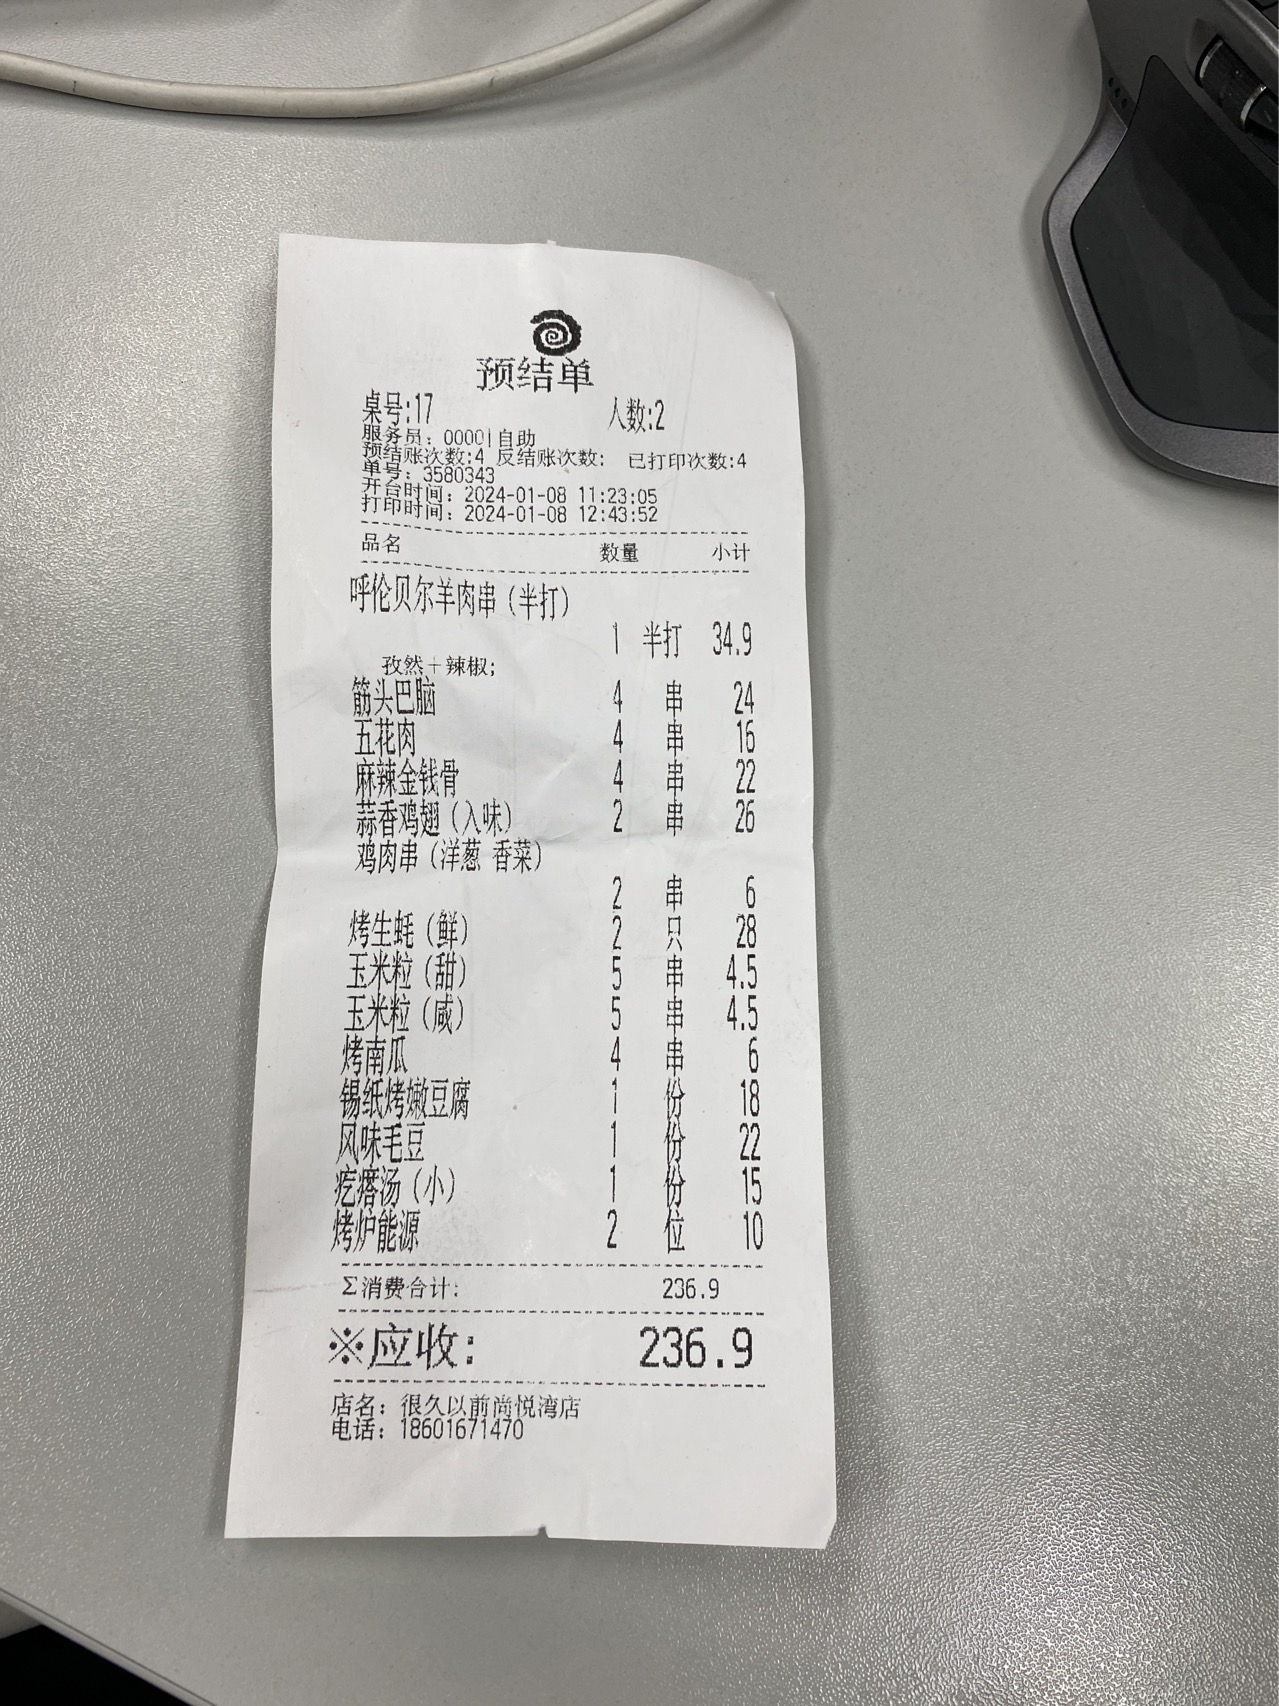 预结单
桌号:17 人数:2
服务员: 0000|自助
预结账次数:4 反结账次数: 已打印次数:4
单号: 3580343
开台时间: 2024-01-08 11:23:05
打印时间: 2024-01-08 12:43:52
品名 数量 小计
呼伦贝尔羊肉串(半打)
1 半打 34.9
孜然+辣椒;
筋头巴脑 4 串 24
五花肉 4 串 16
麻辣金钱骨 4 串 22
蒜香鸡翅(入味) 2 串 26
鸡肉串(洋葱 香菜)
2 串 6
烤生蚝(鲜) 2 只 28
玉米粒(甜) 5 串 4.5
玉米粒(咸) 5 串 4.5
烤南瓜 4 串 6
锡纸烤嫩豆腐 1 份 18
风味毛豆 1 份 22
疙瘩汤(小) 1 份 15
烤炉能源 2 位 10
Σ消费合计: 236.9
※应收: 236.9
店名: 很久以前尚悦湾店
电话: 18601671470